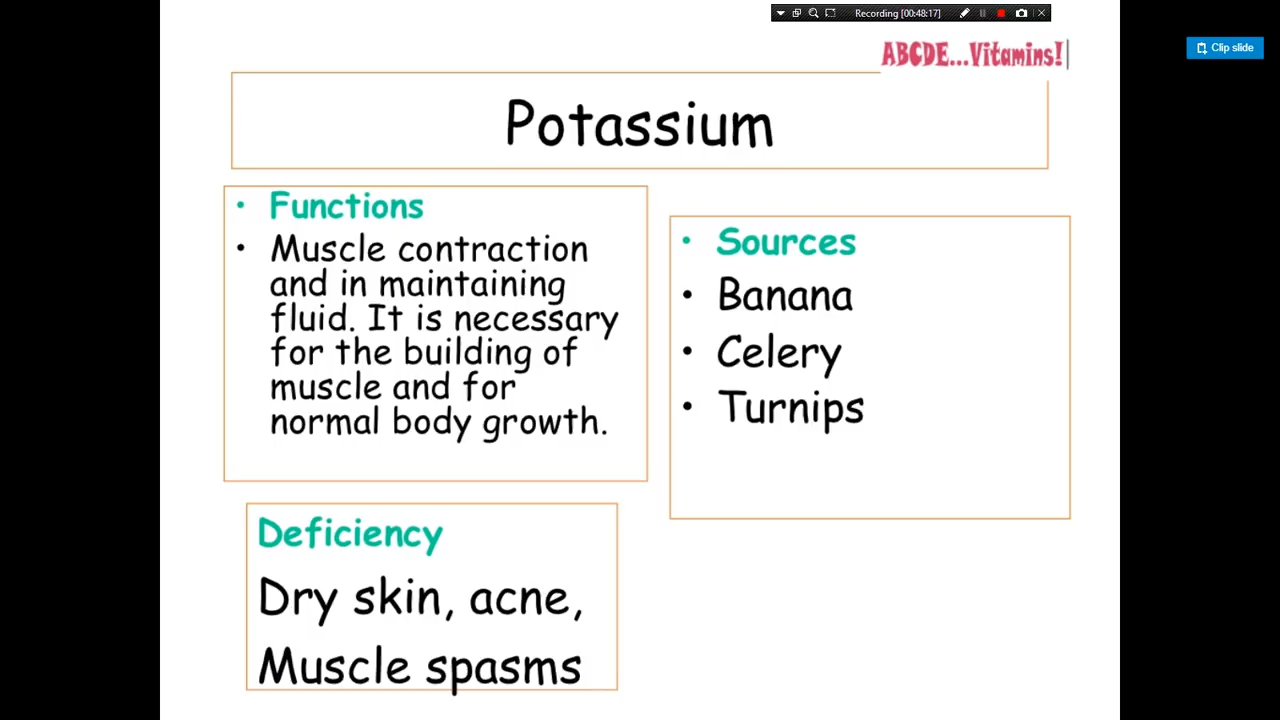 Recording [00:48:17]
Clip slide
ABCDE...Vitamins!
Potassium
• Functions
• Muscle contraction
and in maintaining
fluid. It is necessary
for the building of
muscle and for
normal body growth.
• Sources
• Banana
• Celery
• Turnips
Deficiency
Dry skin, acne,
Muscle spasms